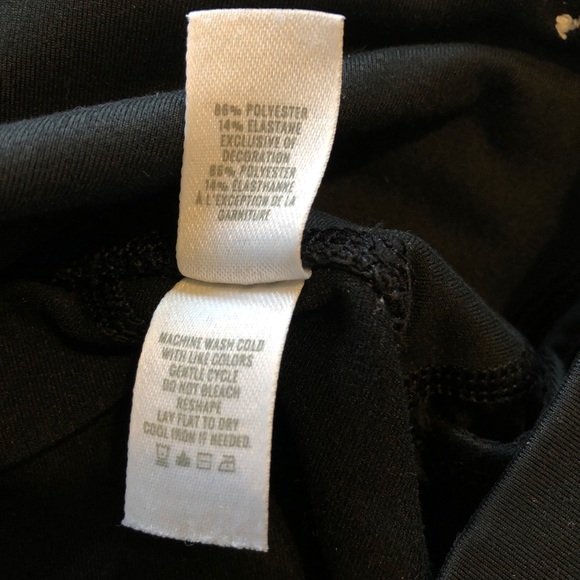 86% POLYESTER
14% ELASTANE
EXCLUSIVE OF
DECORATION
86% POLYESTER
14% ÉLASTHANNE
À L'EXCEPTION DE LA
GARNITURE
MACHINE WASH COLD
WITH LIKE COLORS
GENTLE CYCLE
DO NOT BLEACH
RESHAPE
LAY FLAT TO DRY
COOL IRON IF NEEDED.